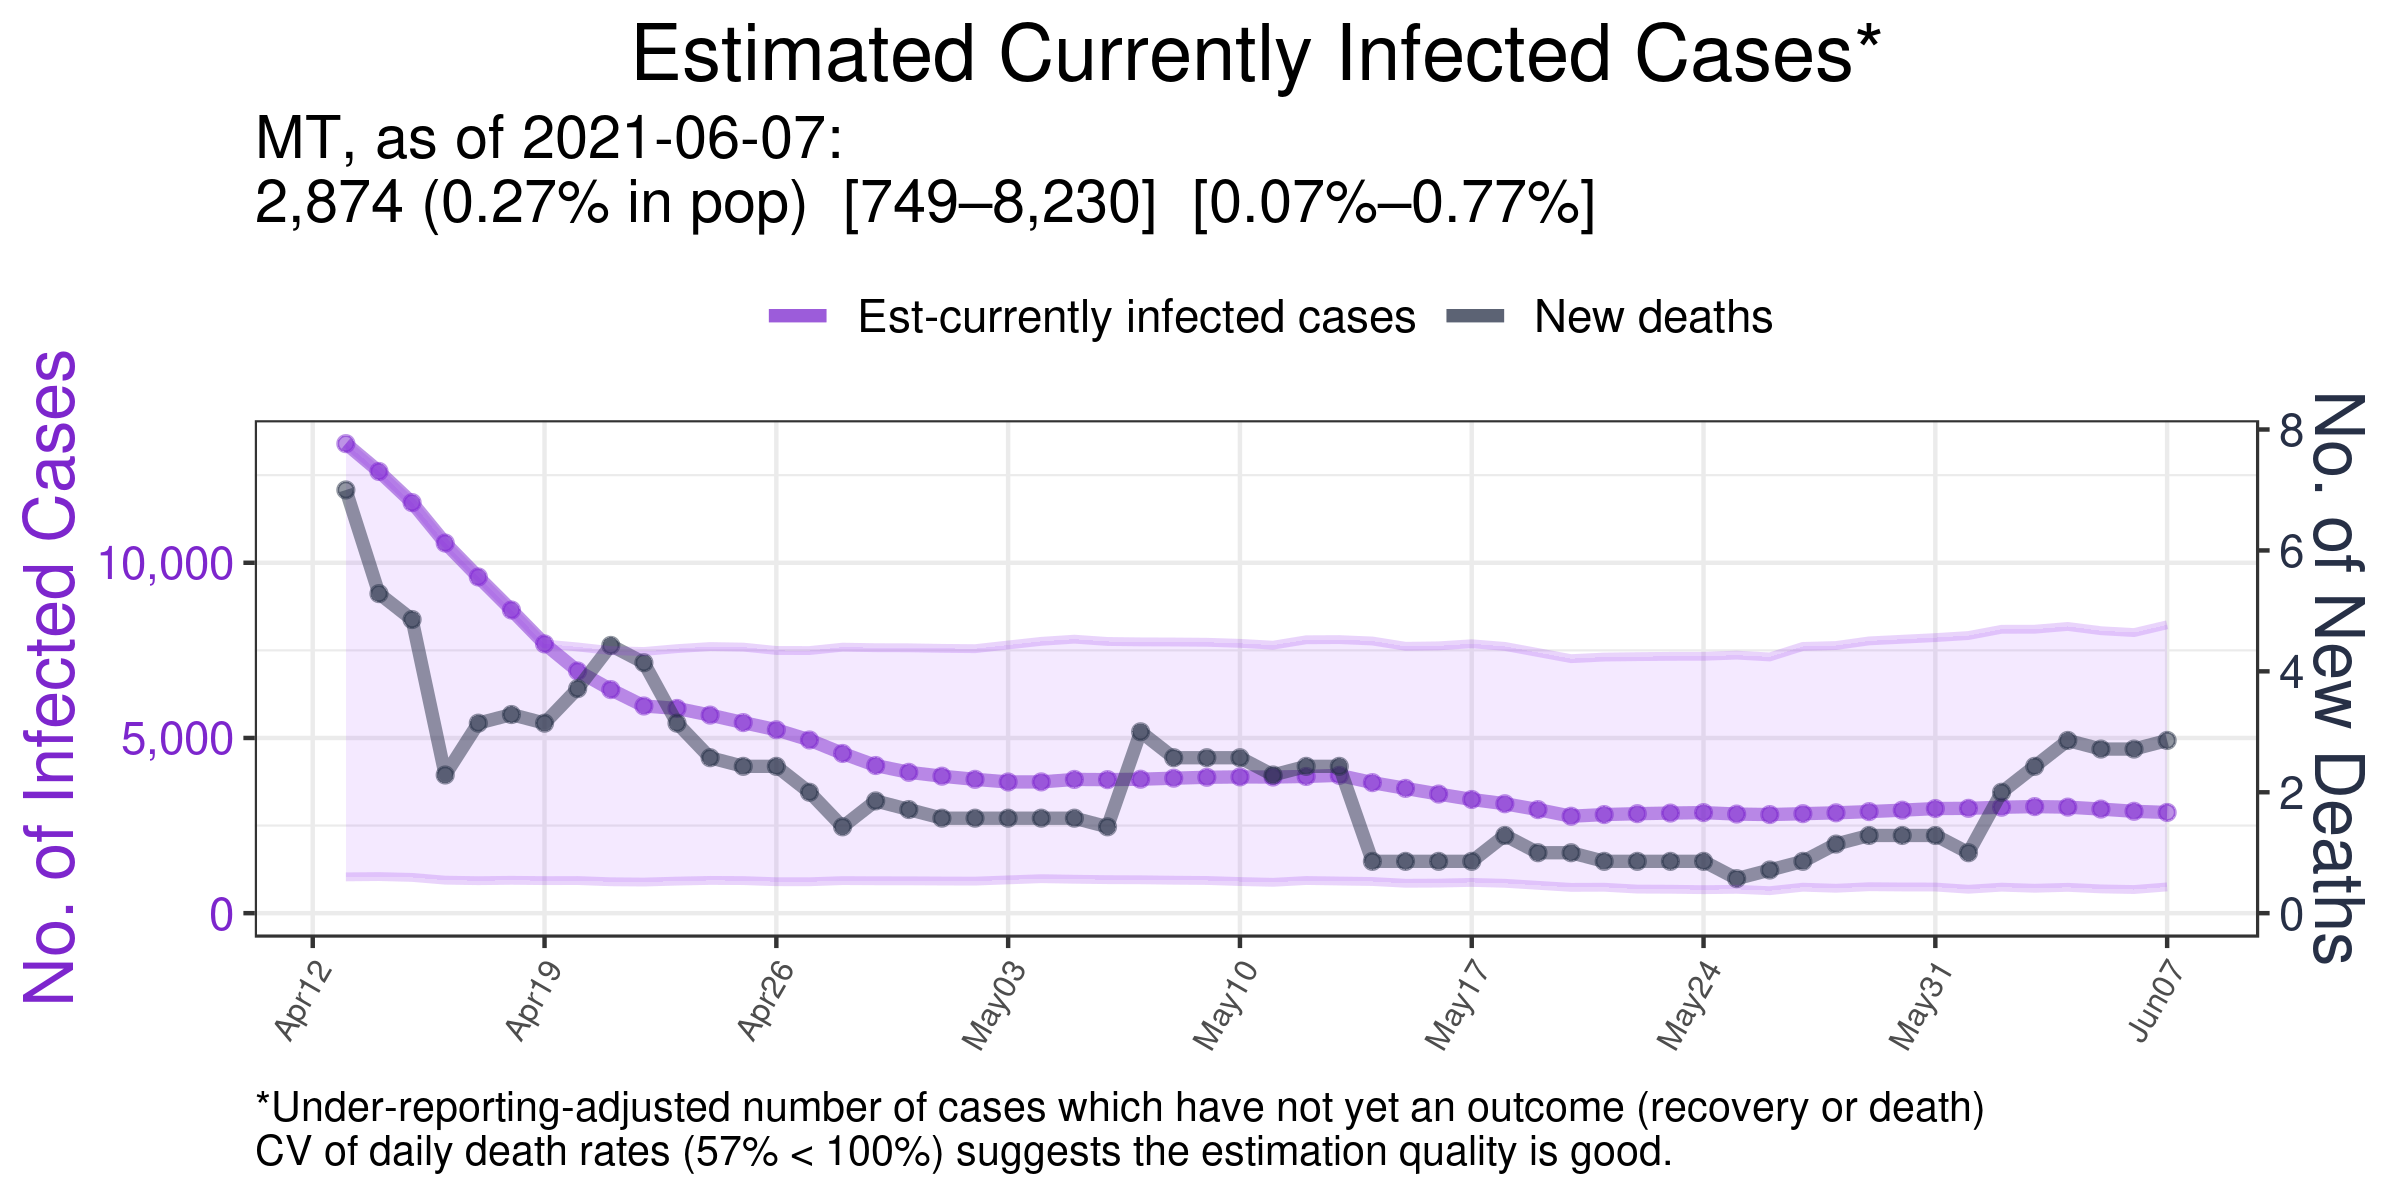 Estimated Currently Infected Cases*
MT, as of 2021-06-07:
2,874 (0.27% in pop)  [749–8,230]  [0.07%–0.77%]
Est-currently infected cases
New deaths
No. of Infected Cases
10,000
5,000
0
8
6
4
2
0
No. of New Deaths
Apr12
Apr19
Apr26
May03
May10
May17
May24
May31
Jun07
*Under-reporting-adjusted number of cases which have not yet an outcome (recovery or death)
CV of daily death rates (57% < 100%) suggests the estimation quality is good.